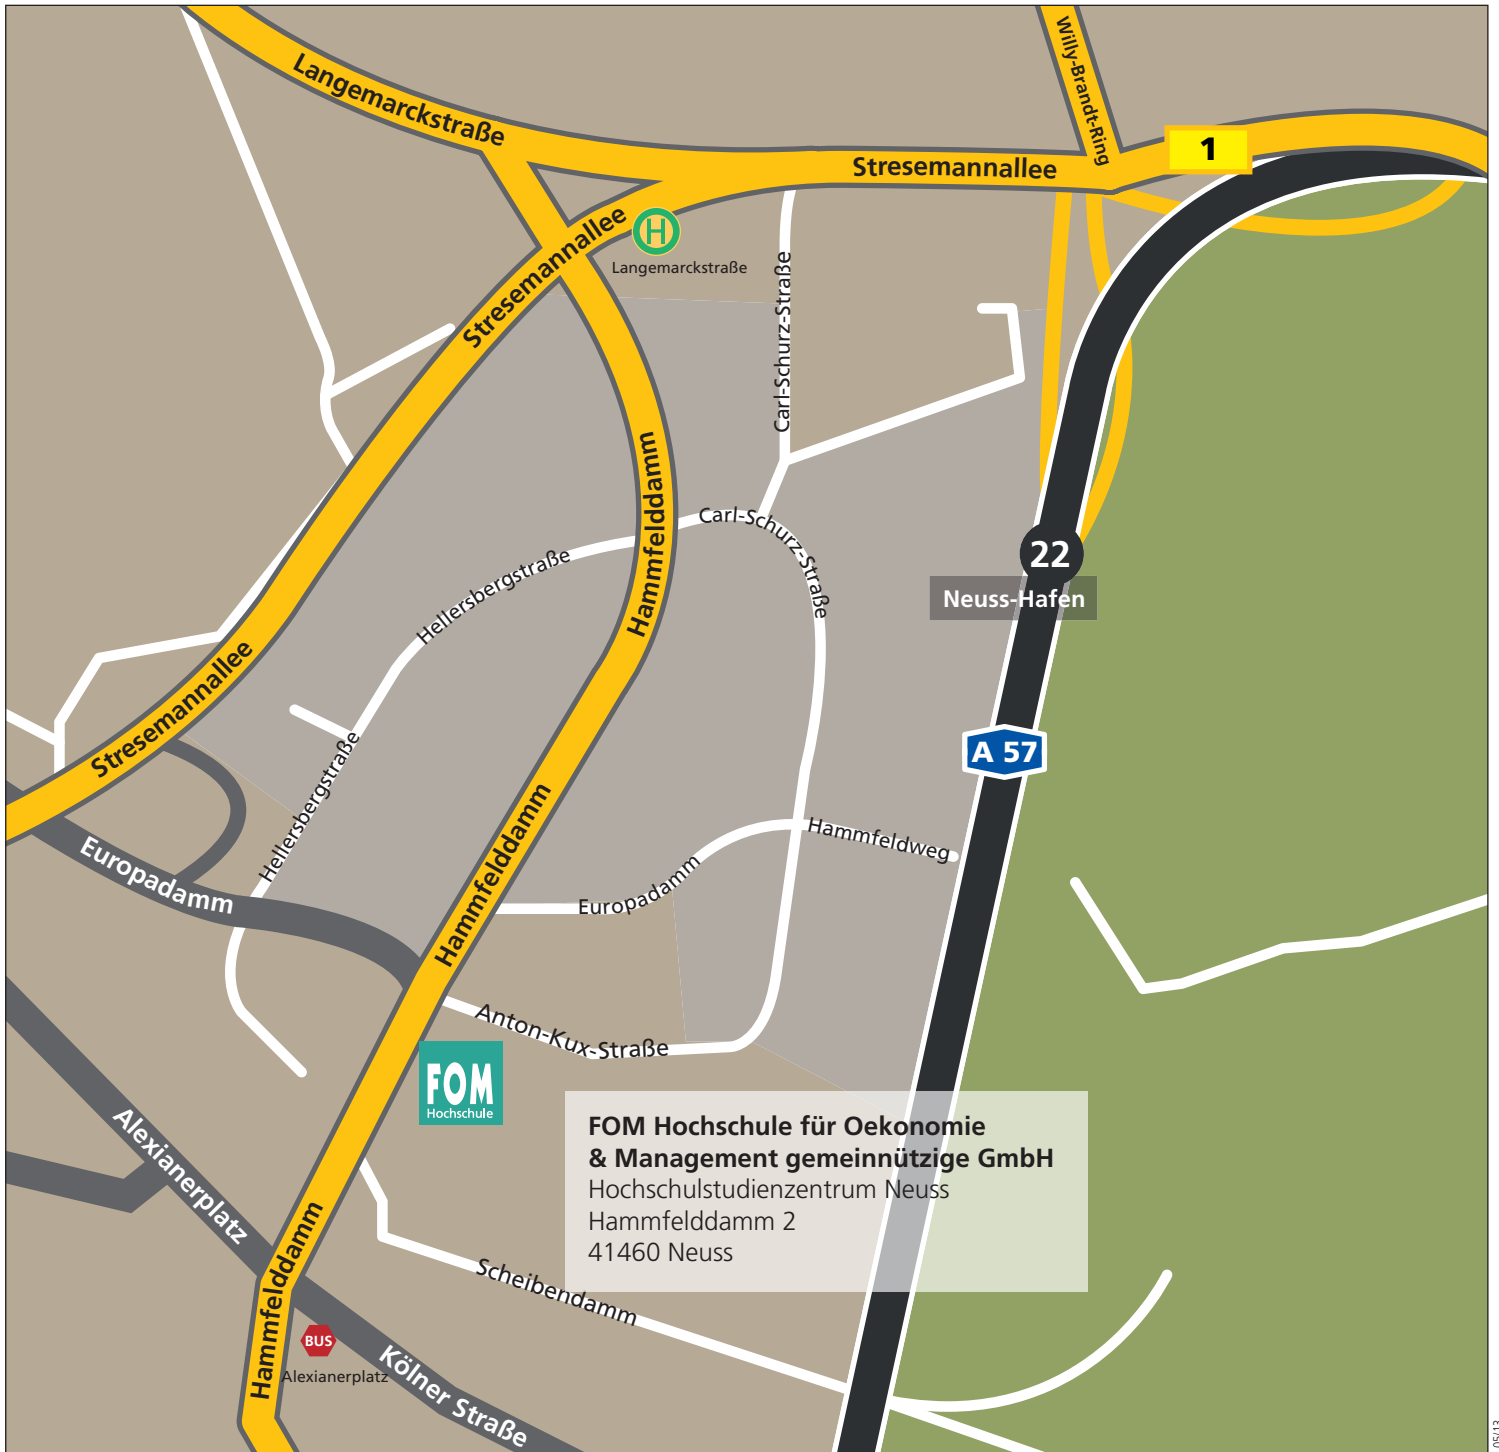 Willy-Brandt-Ring
Langemarckstraße
Stresemannallee
1
Stresemannallee
H
Langemarckstraße
Carl-Schurz-Straße
Hammfelddamm
Carl-Schurz-Straße
Hellersbergstraße
22
Neuss-Hafen
Stresemannallee
A 57
Hellersbergstraße
Hammfelddamm
Hammfeldweg
Europadamm
Europadamm
Anton-Kux-Straße
FOM
Hochschule
Alexianerplatz
FOM Hochschule für Oekonomie
& Management gemeinnützige GmbH
Hochschulstudienzentrum Neuss
Hammfelddamm 2
41460 Neuss
Hammfelddamm
Scheibendamm
BUS
Alexianerplatz
Kölner Straße
05/13